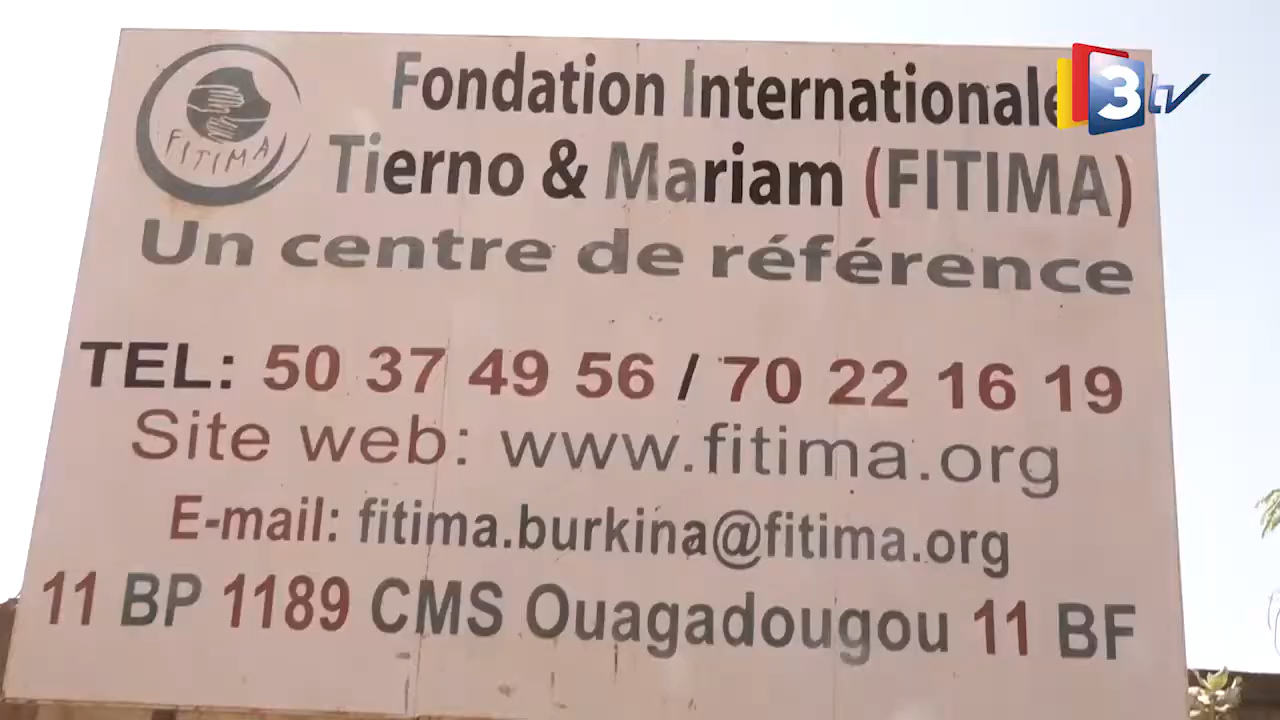 FITIMA
Fondation Internationale
Tierno & Mariam (FITIMA)
Un centre de référence
TEL: 50 37 49 56 / 70 22 16 19
Site web: www.fitima.org
E-mail: fitima.burkina@fitima.org
11 BP 1189 CMS Ouagadougou 11 BF
3tv